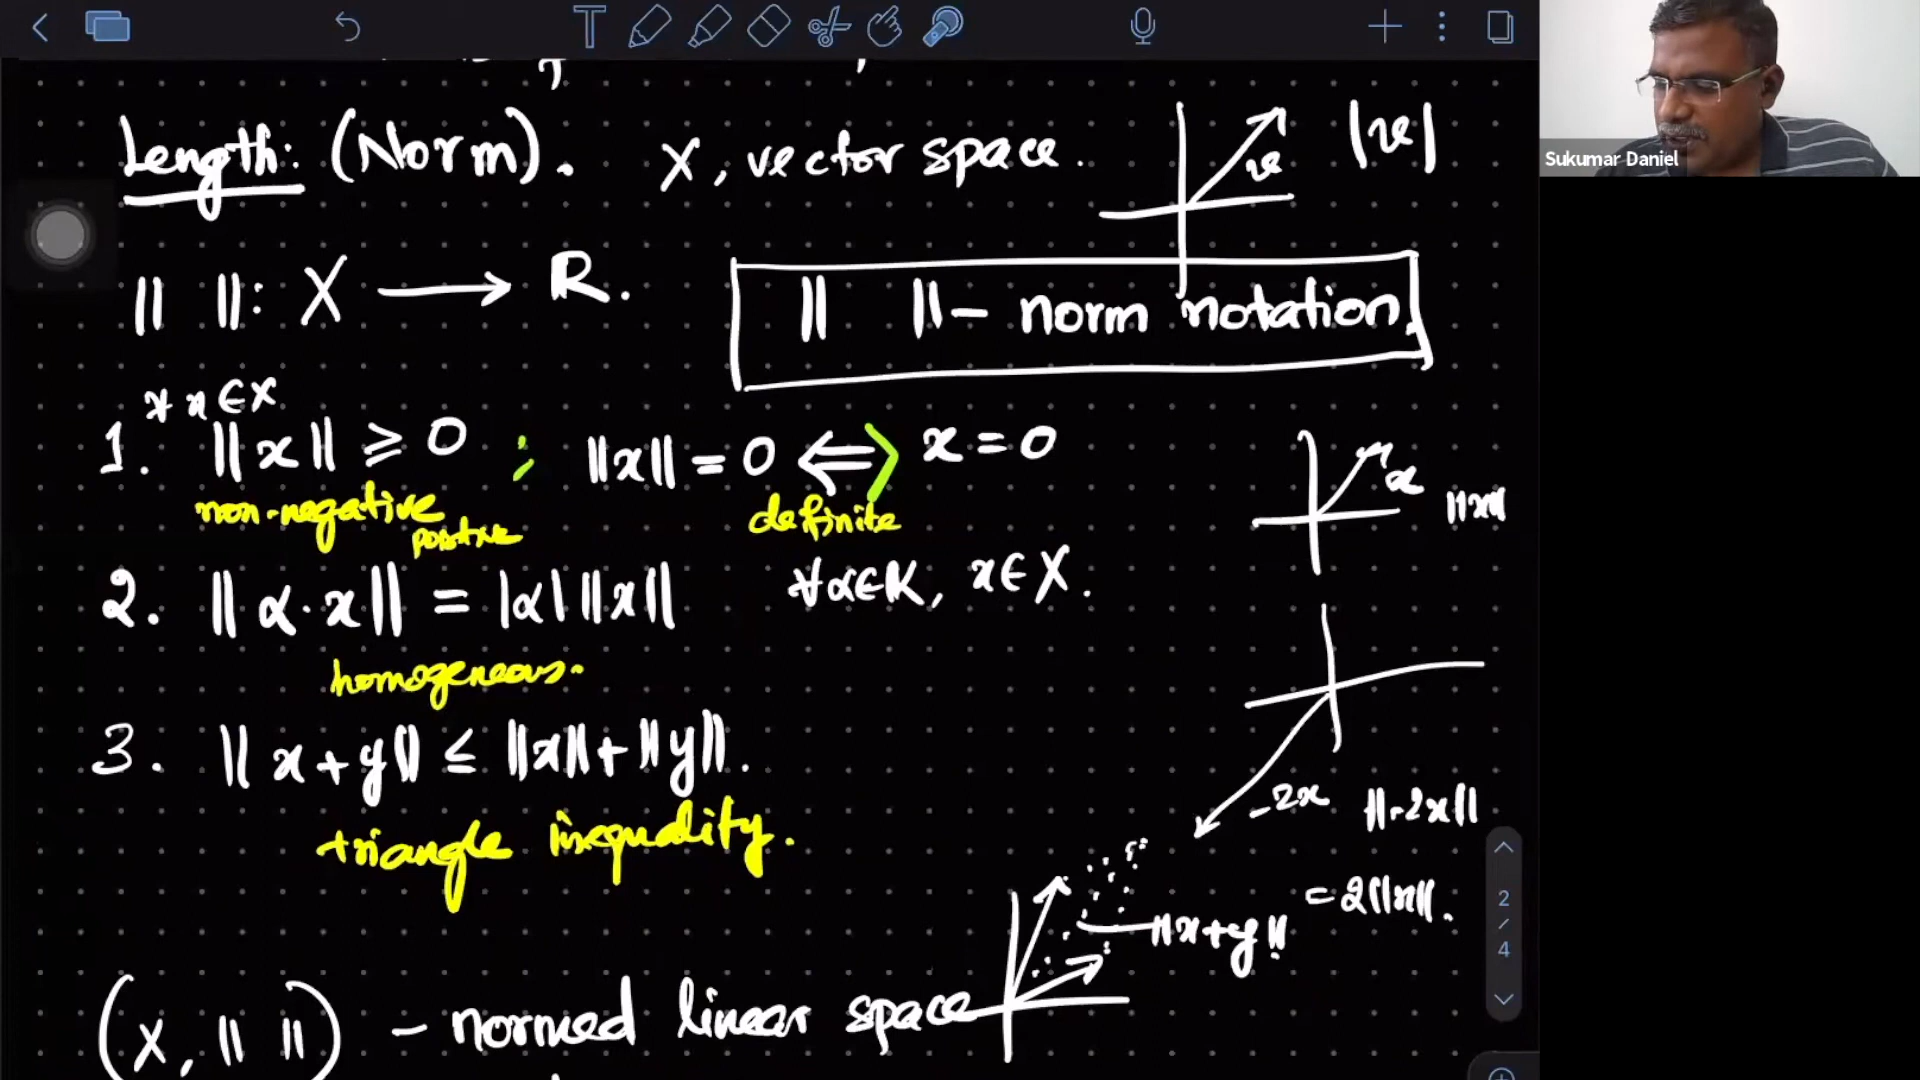 Length: (Norm). X, vector space.
v |v|
|| ||: X ⟶ R.
|| || – norm notation.
∀ x ∈ X
1. ||x|| ⩾ 0 ; ||x|| = 0 ⟺ x = 0
non-negative
positive
definite
x ||x||
2. ||α·x|| = |α| ||x|| ∀ α ∈ K, x ∈ X.
homogeneous.
3. ||x+y|| ≤ ||x|| + ||y||.
triangle inequality.
-2x ||-2x||
= 2||x||.
||x+y||
(X, || ||) – normed linear space
Sukumar Daniel
2
/
4